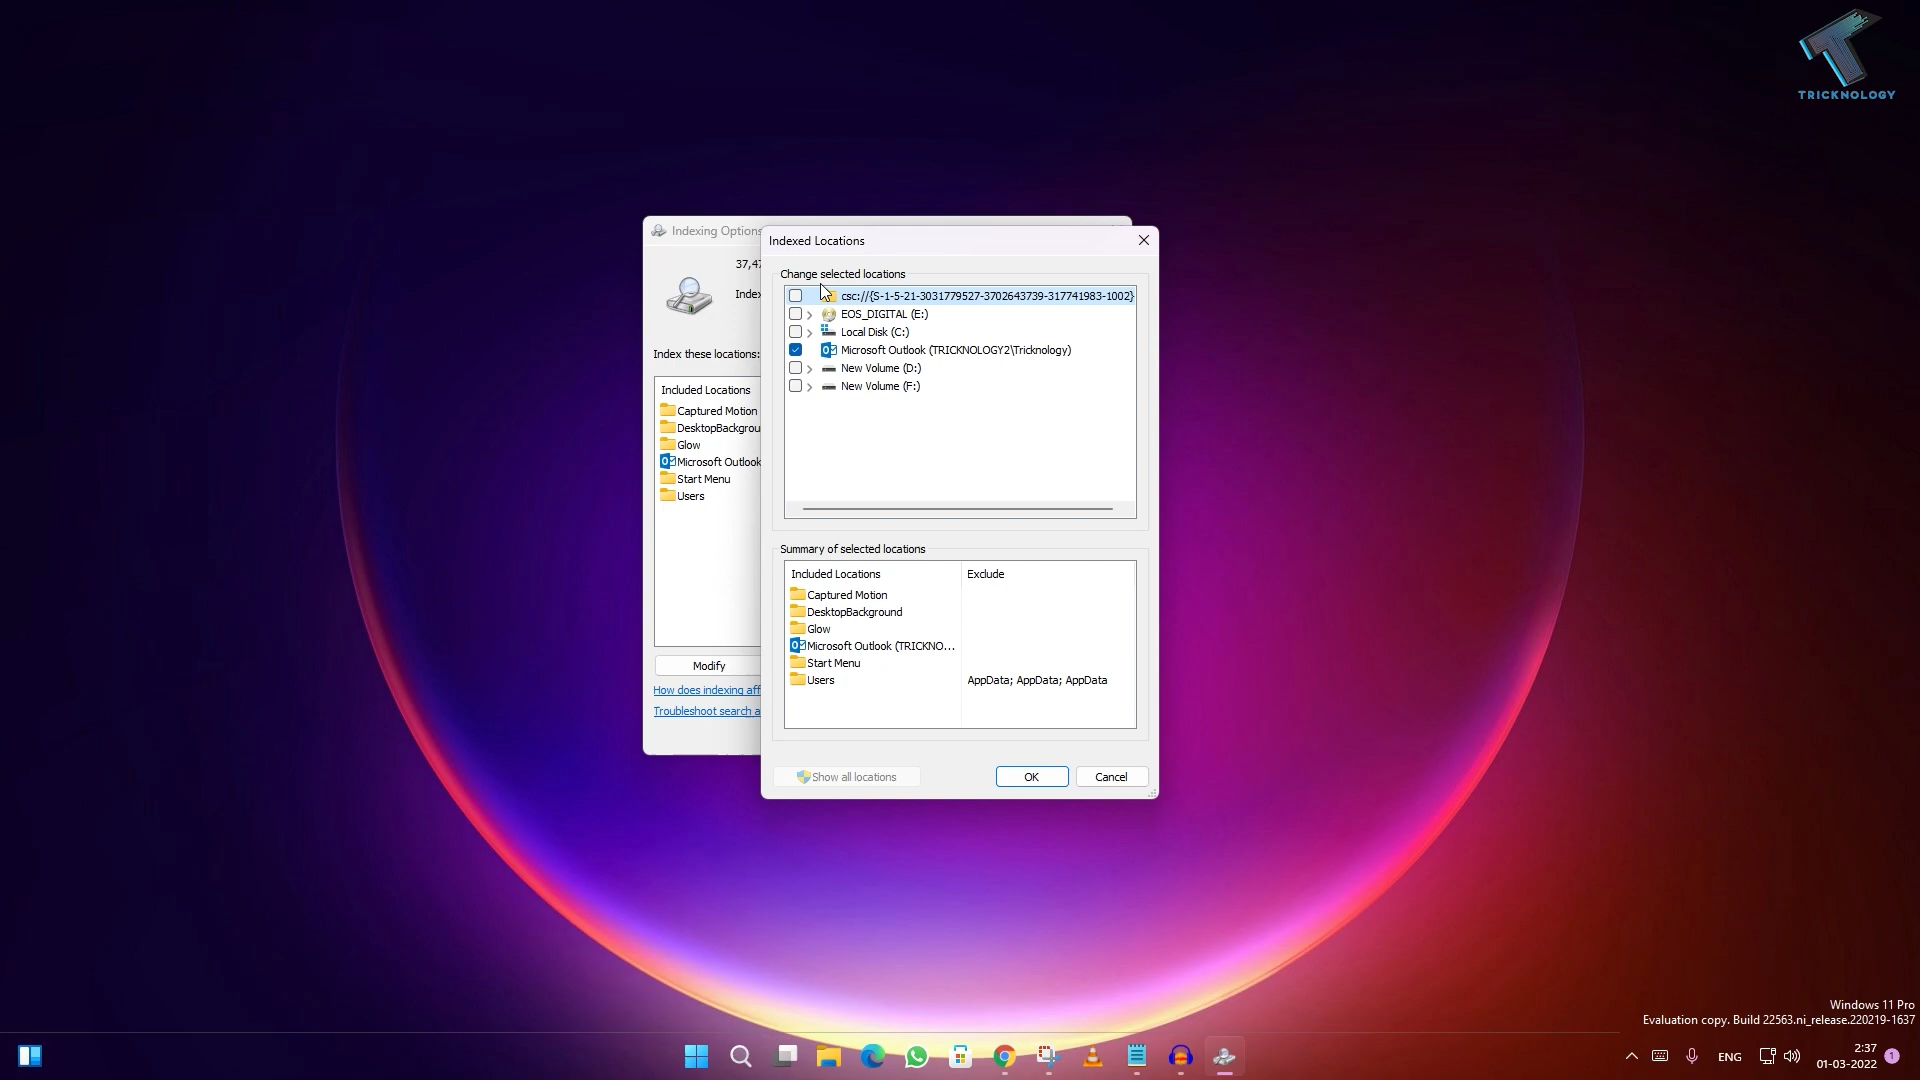 TRICKNOLOGY
Indexing Options
37,47
Index
Index these locations:
Included Locations
Captured Motion
DesktopBackgrou
Glow
Microsoft Outlook
Start Menu
Users
Modify
How does indexing aff
Troubleshoot search a
Indexed Locations
Change selected locations
csc://{S-1-5-21-3031779527-3702643739-317741983-1002}
EOS_DIGITAL (E:)
Local Disk (C:)
Microsoft Outlook (TRICKNOLOGY2\Tricknology)
New Volume (D:)
New Volume (F:)
Summary of selected locations
Included Locations Exclude
Captured Motion
DesktopBackground
Glow
Microsoft Outlook (TRICKNO...
Start Menu
Users AppData; AppData; AppData
Show all locations OK Cancel
Windows 11 Pro
Evaluation copy. Build 22563.ni_release.220219-1637
ENG
2:37
01-03-2022
1